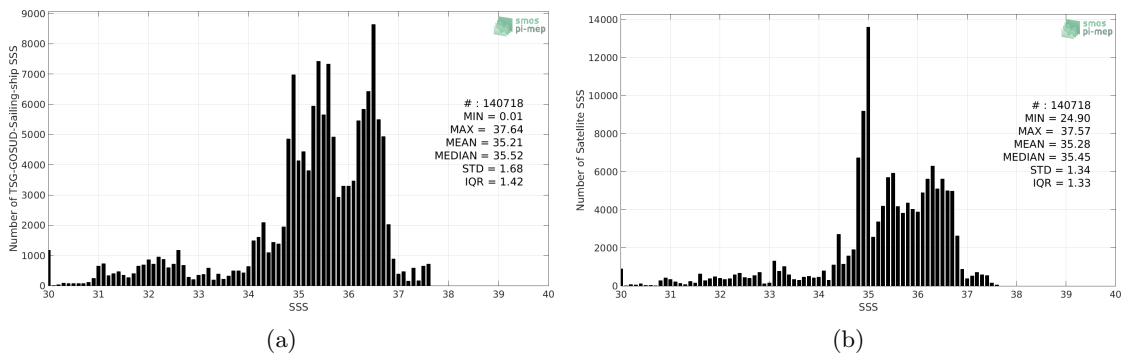 9000
8000
7000
6000
5000
4000
3000
2000
1000
0
Number of TSG-GOSUD-Sailing-ship SSS
30 31 32 33 34 35 36 37 38 39 40
SSS
smos
pi-mep
# : 140718
MIN = 0.01
MAX = 37.64
MEAN = 35.21
MEDIAN = 35.52
STD = 1.68
IQR = 1.42
(a)
14000
12000
10000
8000
6000
4000
2000
0
Number of Satellite SSS
30 31 32 33 34 35 36 37 38 39 40
SSS
smos
pi-mep
# : 140718
MIN = 24.90
MAX = 37.57
MEAN = 35.28
MEDIAN = 35.45
STD = 1.34
IQR = 1.33
(b)